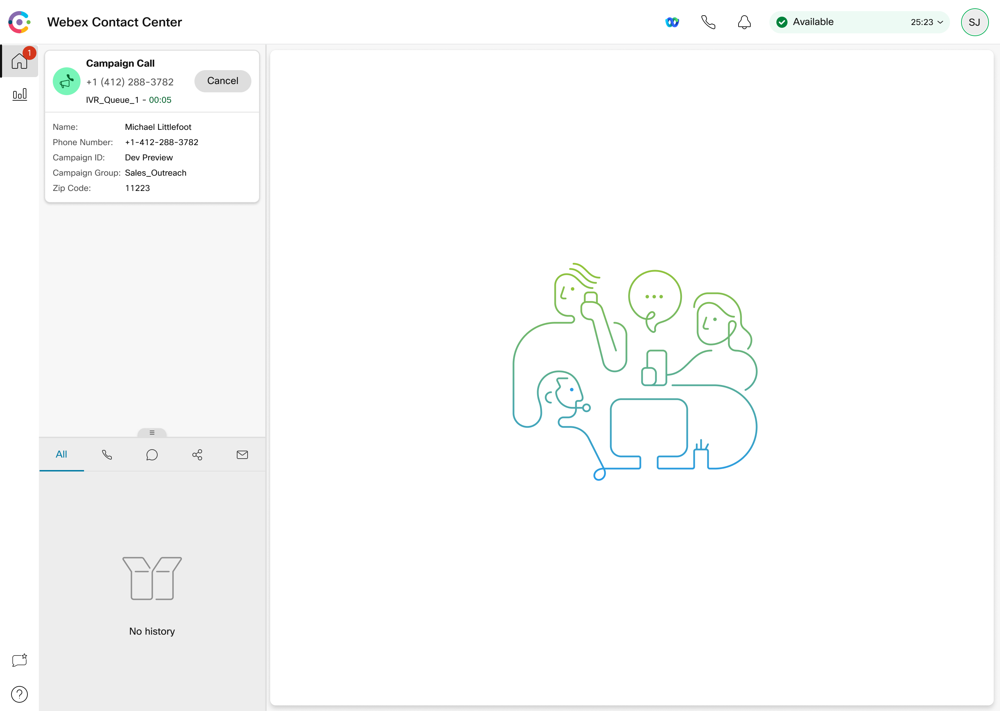 Webex Contact Center
Available
25:23
SJ
1
Campaign Call
+1 (412) 288-3782
IVR_Queue_1 - 00:05
Cancel
Name: Michael Littlefoot
Phone Number: +1-412-288-3782
Campaign ID: Dev Preview
Campaign Group: Sales_Outreach
Zip Code: 11223
All
No history